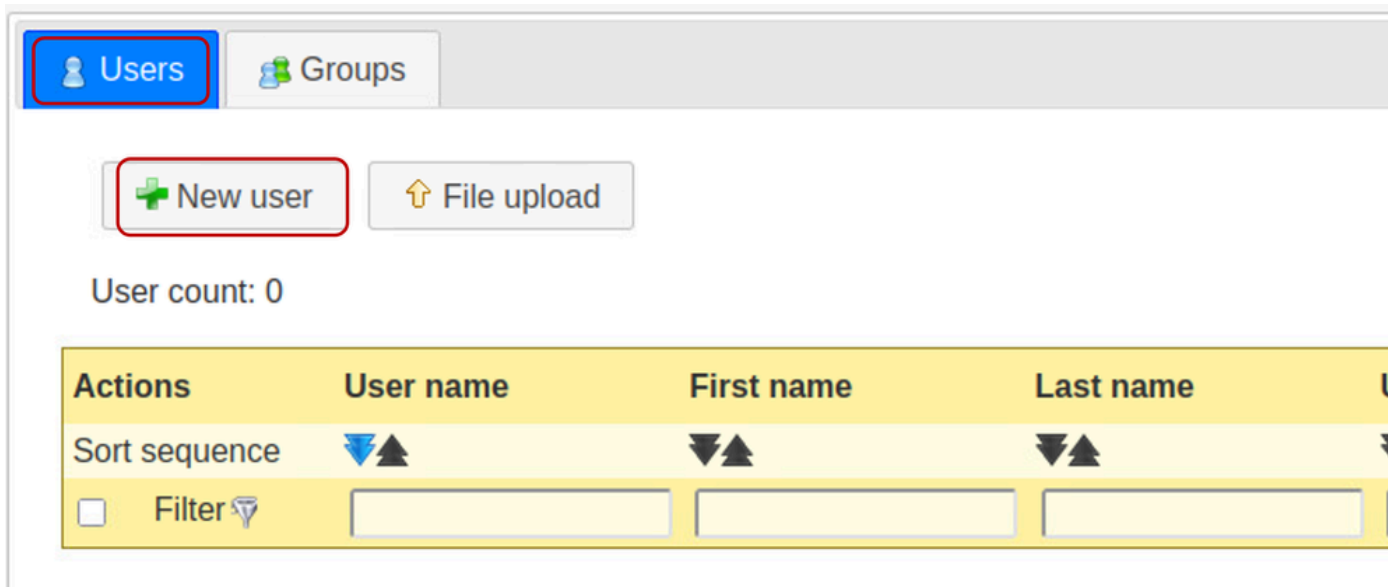 Users Groups
New user File upload
User count: 0
Actions User name First name Last name
Sort sequence
Filter